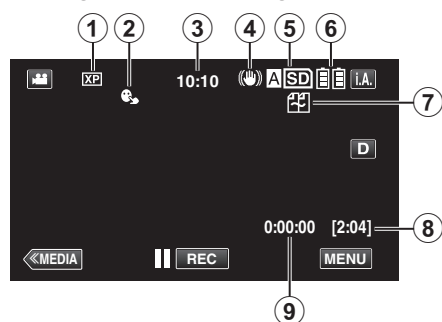 1 2 3 4 5 6
XP 10:10 A SD i.A.
7
D
0:00:00 [2:04] 8
≪MEDIA REC MENU
9